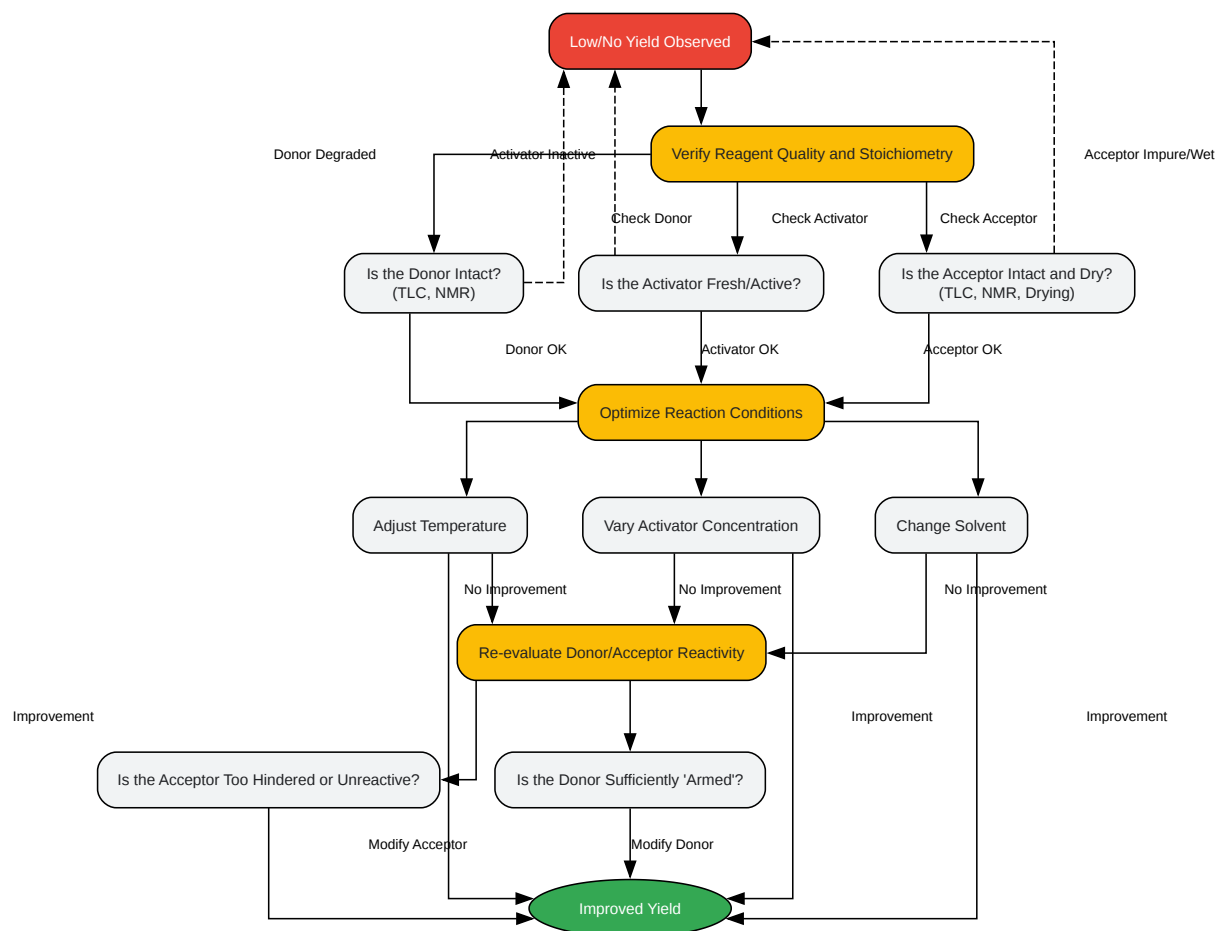 Low/No Yield Observed
Donor Degraded
Activator Inactive
Verify Reagent Quality and Stoichiometry
Acceptor Impure/Wet
Check Donor
Check Activator
Check Acceptor
Is the Donor Intact?
(TLC, NMR)
Is the Activator Fresh/Active?
Is the Acceptor Intact and Dry?
(TLC, NMR, Drying)
Donor OK
Activator OK
Acceptor OK
Optimize Reaction Conditions
Adjust Temperature
Vary Activator Concentration
Change Solvent
No Improvement
No Improvement
No Improvement
Re-evaluate Donor/Acceptor Reactivity
Improvement
Improvement
Improvement
Is the Acceptor Too Hindered or Unreactive?
Is the Donor Sufficiently 'Armed'?
Modify Acceptor
Modify Donor
Improved Yield